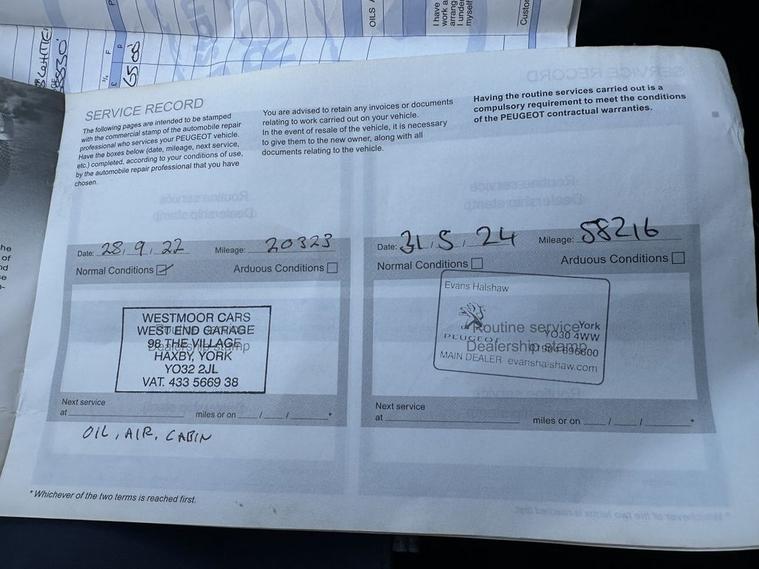 OILS
I have
work a
arrang
I under
myself
Custo
6500
SERVICE RECORD
The following pages are intended to be stamped
with the commercial stamp of the automobile repair
professional who services your PEUGEOT vehicle.
Have the boxes below (date, mileage, next service,
etc.) completed, according to your conditions of use,
by the automobile repair professional that you have
chosen.
You are advised to retain any invoices or documents
relating to work carried out on your vehicle.
In the event of resale of the vehicle, it is necessary
to give them to the new owner, along with all
documents relating to the vehicle.
Having the routine services carried out is a
compulsory requirement to meet the conditions
of the PEUGEOT contractual warranties.
Date: 28.9.22 Mileage: 20323
Normal Conditions Arduous Conditions
WESTMOOR CARS
WEST END GARAGE
98 THE VILLAGE
HAXBY, YORK
YO32 2JL
VAT. 433 5669 38
Next service
at miles or on / / *
OIL, AIR, CABIN
Date: 31.5.24 Mileage: 58216
Normal Conditions Arduous Conditions
Evans Halshaw
Routine service
Dealership stamp
York
YO30 4WW
PEUGEOT
MAIN DEALER evanshalshaw.com
Next service
at miles or on / / *
* Whichever of the two terms is reached first.